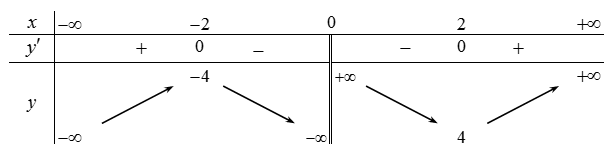 x −∞ −2 0 2 +∞
y′ + 0 − − 0 +
−4 +∞ +∞
y
−∞ −∞ 4